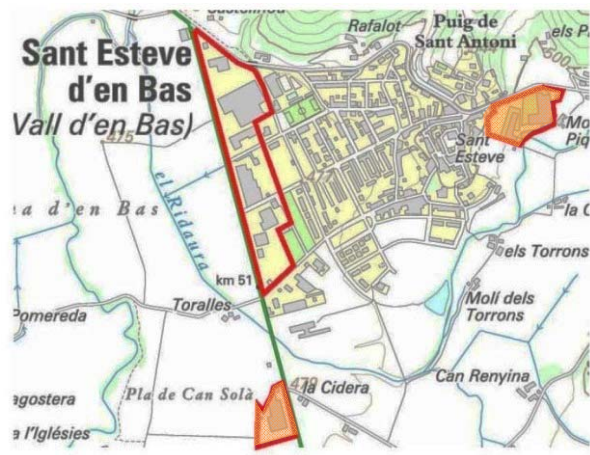 Castellnou
Rafalot
Puig de
Sant Antoni
els P
500
Sant Esteve
d'en Bas
(Vall d'en Bas)
475
Sant
Esteve
Mo
Piq
el Ridaura
na d'en Bas
la C
els Torrons
km 51
Toralles
Molí dels
Torrons
Pomereda
479
la Cidera
Can Renyina
agostera
Pla de Can Solà
a l'Iglésies